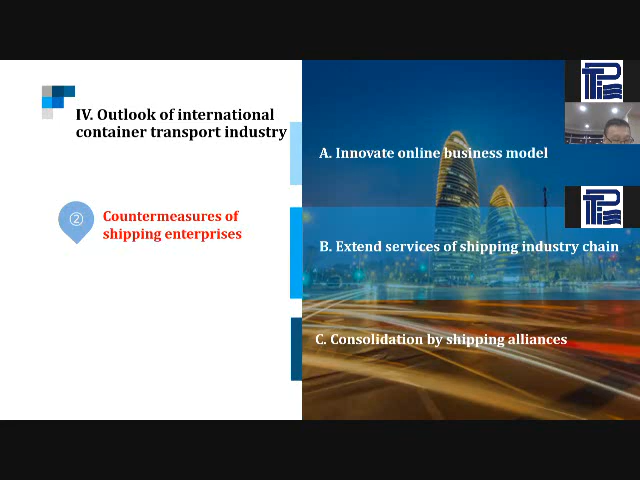 IV. Outlook of international
container transport industry
②
Countermeasures of
shipping enterprises
A. Innovate online business model
B. Extend services of shipping industry chain
C. Consolidation by shipping alliances